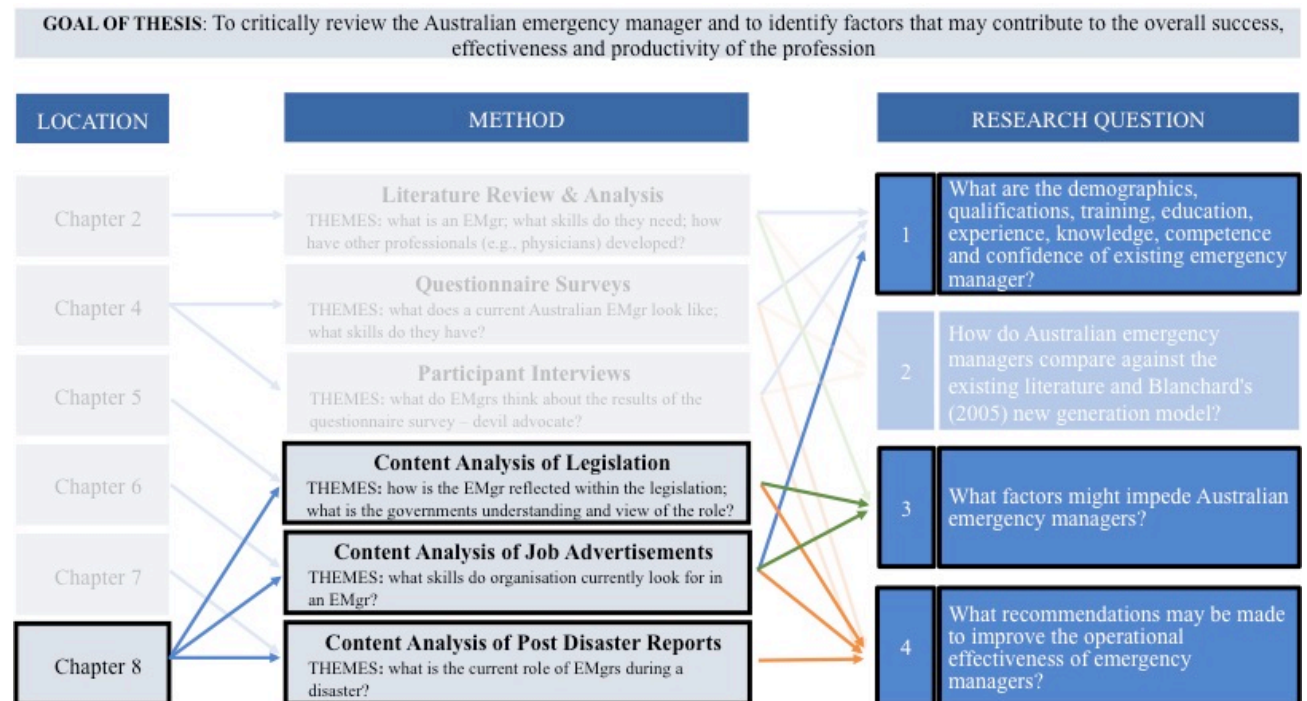 GOAL OF THESIS: To critically review the Australian emergency manager and to identify factors that may contribute to the overall success,
effectiveness and productivity of the profession
LOCATION
METHOD
RESEARCH QUESTION
Chapter 2
Chapter 4
Chapter 5
Chapter 6
Chapter 7
Chapter 8
Literature Review & Analysis
THEMES: what is an EMgr; what skills do they need; how
have other professionals (e.g., physicians) developed?
Questionnaire Surveys
THEMES: what does a current Australian EMgr look like;
what skills do they have?
Participant Interviews
THEMES: what do EMgrs think about the results of the
questionnaire survey – devil advocate?
Content Analysis of Legislation
THEMES: how is the EMgr reflected within the legislation;
what is the governments understanding and view of the role?
Content Analysis of Job Advertisements
THEMES: what skills do organisation currently look for in
an EMgr?
Content Analysis of Post Disaster Reports
THEMES: what is the current role of EMgrs during a
disaster?
1
What are the demographics,
qualifications, training, education,
experience, knowledge, competence
and confidence of existing emergency
manager?
2
How do Australian emergency
managers compare against the
existing literature and Blanchard's
(2005) new generation model?
3
What factors might impede Australian
emergency managers?
4
What recommendations may be made
to improve the operational
effectiveness of emergency
managers?